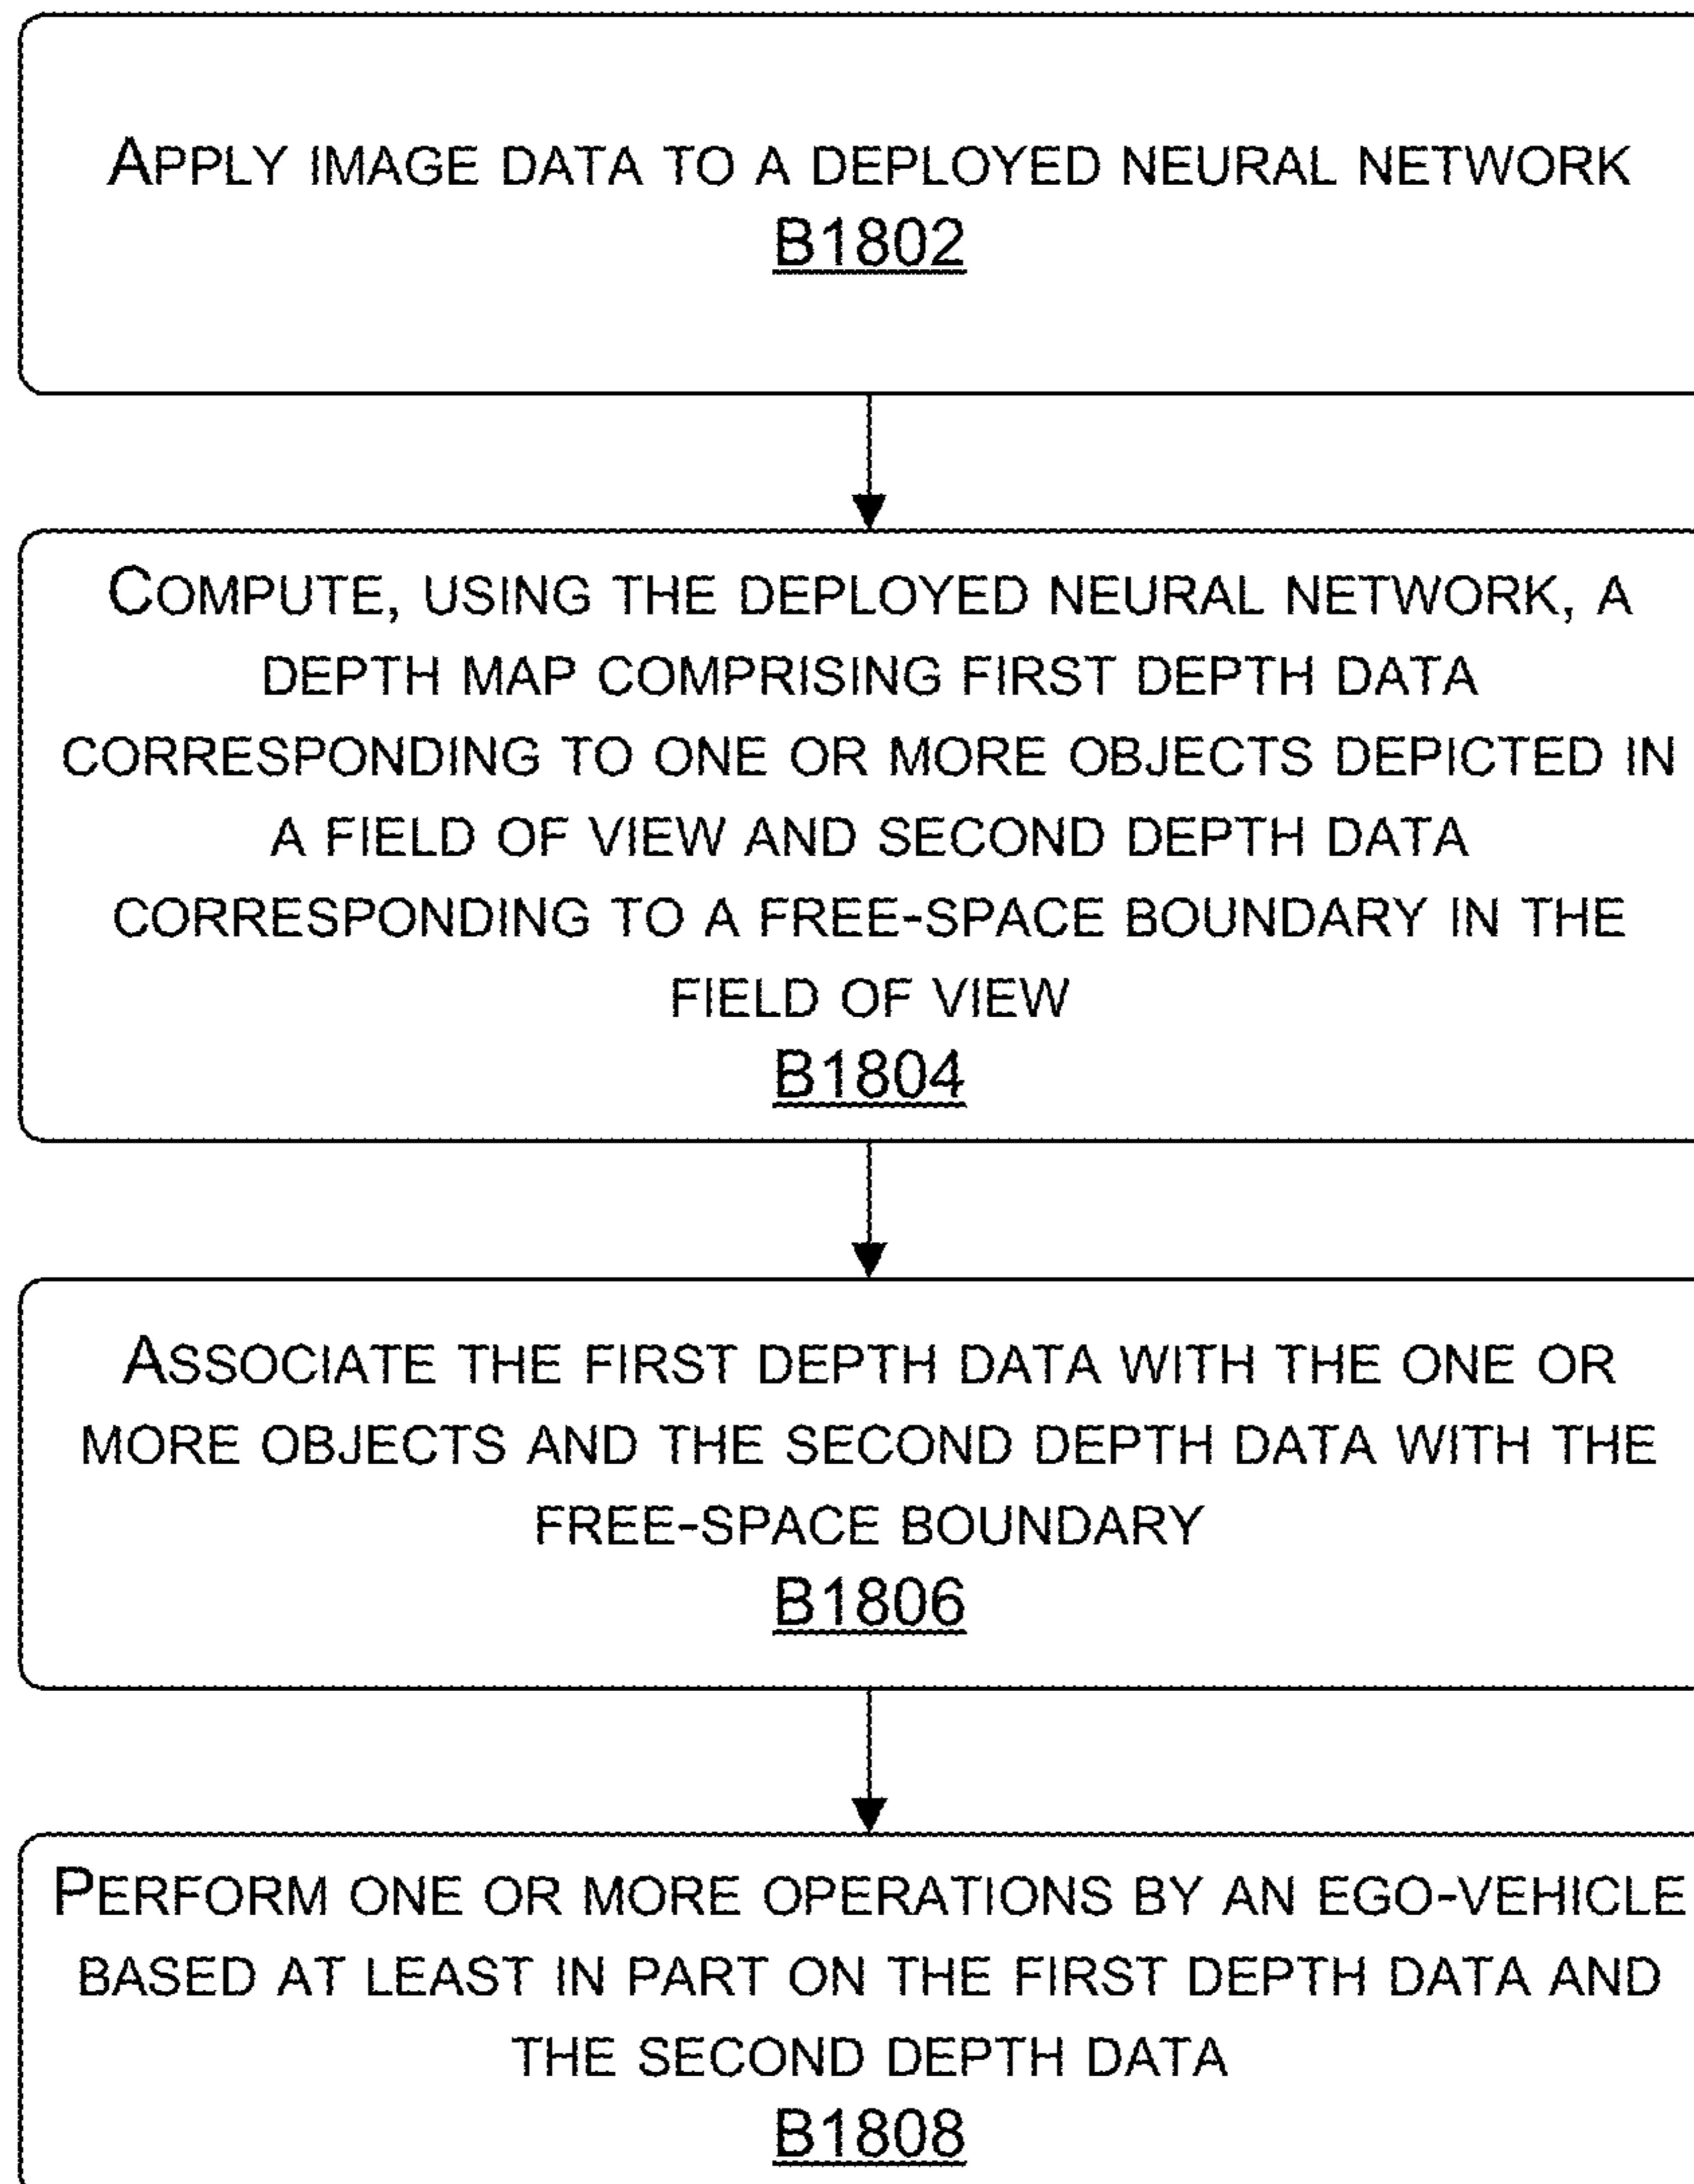 APPLY IMAGE DATA TO A DEPLOYED NEURAL NETWORK
B1802
COMPUTE, USING THE DEPLOYED NEURAL NETWORK, A
DEPTH MAP COMPRISING FIRST DEPTH DATA
CORRESPONDING TO ONE OR MORE OBJECTS DEPICTED IN
A FIELD OF VIEW AND SECOND DEPTH DATA
CORRESPONDING TO A FREE-SPACE BOUNDARY IN THE
FIELD OF VIEW
B1804
ASSOCIATE THE FIRST DEPTH DATA WITH THE ONE OR
MORE OBJECTS AND THE SECOND DEPTH DATA WITH THE
FREE-SPACE BOUNDARY
B1806
PERFORM ONE OR MORE OPERATIONS BY AN EGO-VEHICLE
BASED AT LEAST IN PART ON THE FIRST DEPTH DATA AND
THE SECOND DEPTH DATA
B1808